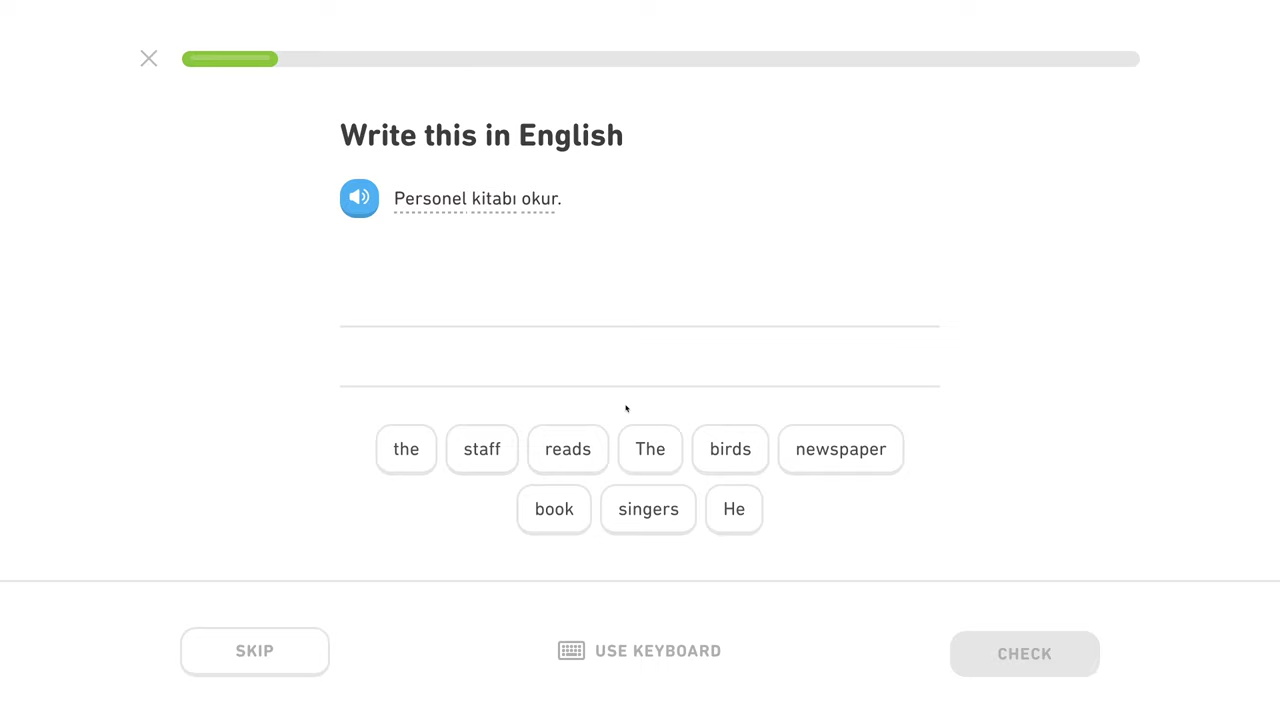 Write this in English
Personel kitabı okur.
the staff reads The birds newspaper
book singers He
SKIP USE KEYBOARD CHECK